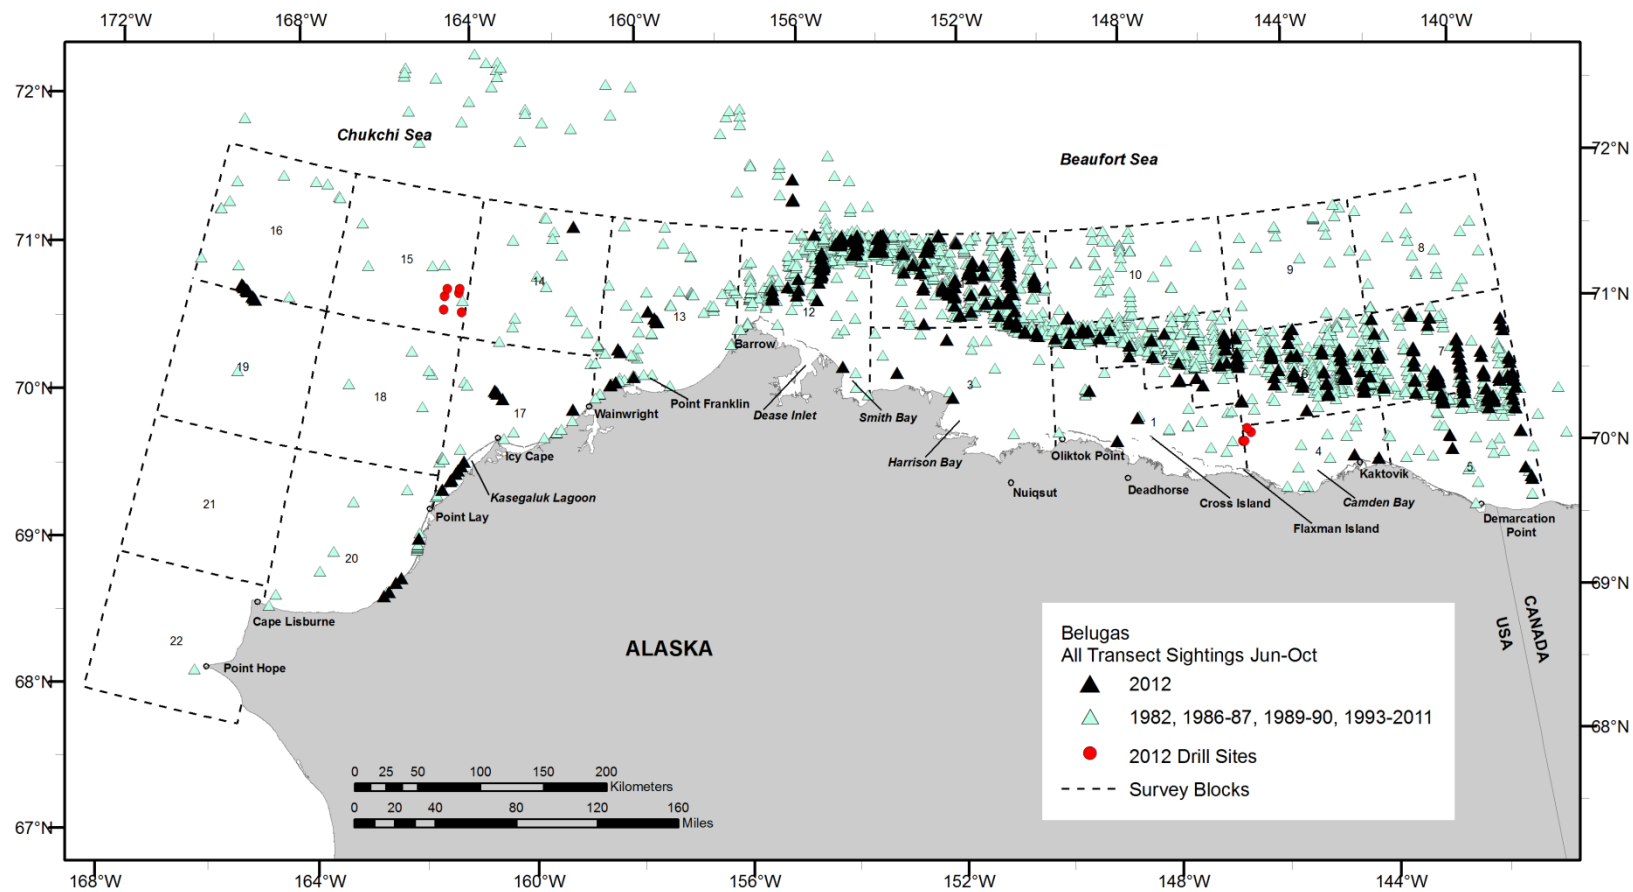 172°W 168°W 164°W 160°W 156°W 152°W 148°W 144°W 140°W
72°N
Chukchi Sea
Beaufort Sea
72°N
16
15
14
13
12
10
9
8
71°N
71°N
Barrow
19
18
17
3
2
6
7
70°N
Wainwright
Point Franklin
Dease Inlet
Smith Bay
Harrison Bay
1
4
5
70°N
Icy Cape
Kasegaluk Lagoon
Oliktok Point
Nuiqsut
Deadhorse
Cross Island
Flaxman Island
Camden Bay
Kaktovik
Demarcation
Point
21
Point Lay
69°N
20
69°N
Cape Lisburne
22
Point Hope
ALASKA
CANADA
USA
68°N
68°N
67°N
Belugas
All Transect Sightings Jun-Oct
2012
1982, 1986-87, 1989-90, 1993-2011
2012 Drill Sites
Survey Blocks
0 25 50 100 150 200
Kilometers
0 20 40 80 120 160
Miles
168°W 164°W 160°W 156°W 152°W 148°W 144°W